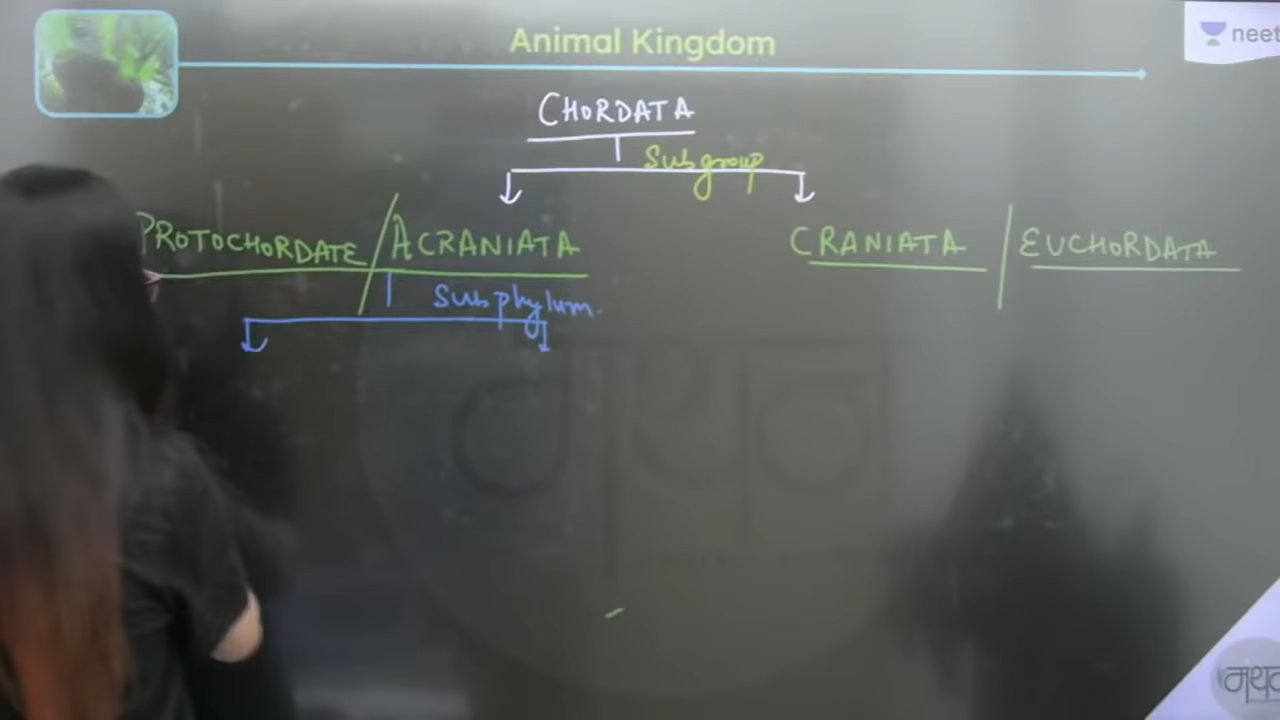 Animal Kingdom
neet
CHORDATA
Subgroup
PROTOCHORDATE / ACRANIATA
CRANIATA / EUCHORDATA
Subphylum.